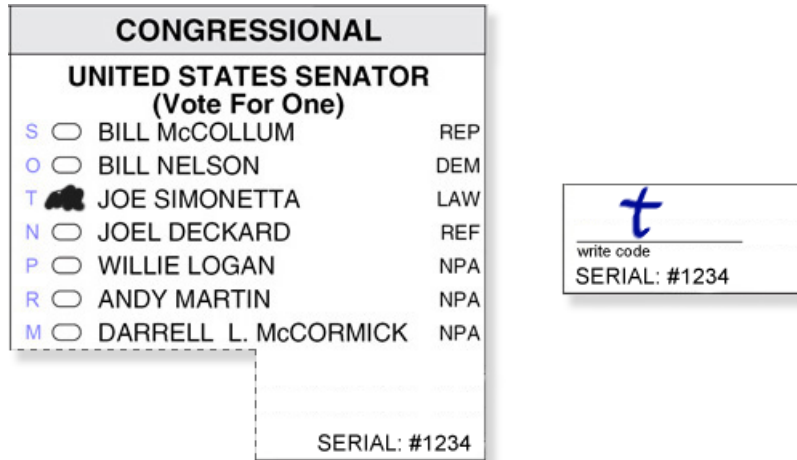 CONGRESSIONAL
UNITED STATES SENATOR
(Vote For One)
S BILL McCOLLUM REP
O BILL NELSON DEM
T JOE SIMONETTA LAW
N JOEL DECKARD REF
P WILLIE LOGAN NPA
R ANDY MARTIN NPA
M DARRELL L. McCORMICK NPA
SERIAL: #1234
t
write code
SERIAL: #1234